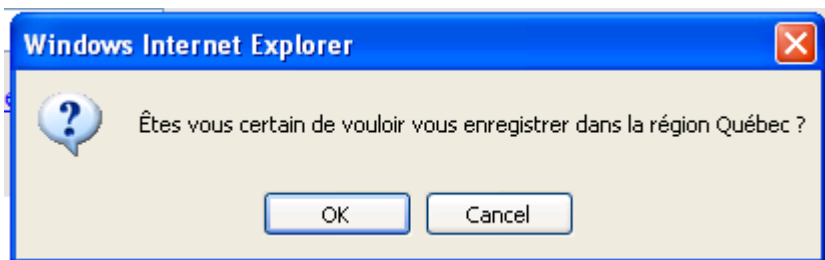 Windows Internet Explorer
Êtes vous certain de vouloir vous enregistrer dans la région Québec ?
OK
Cancel